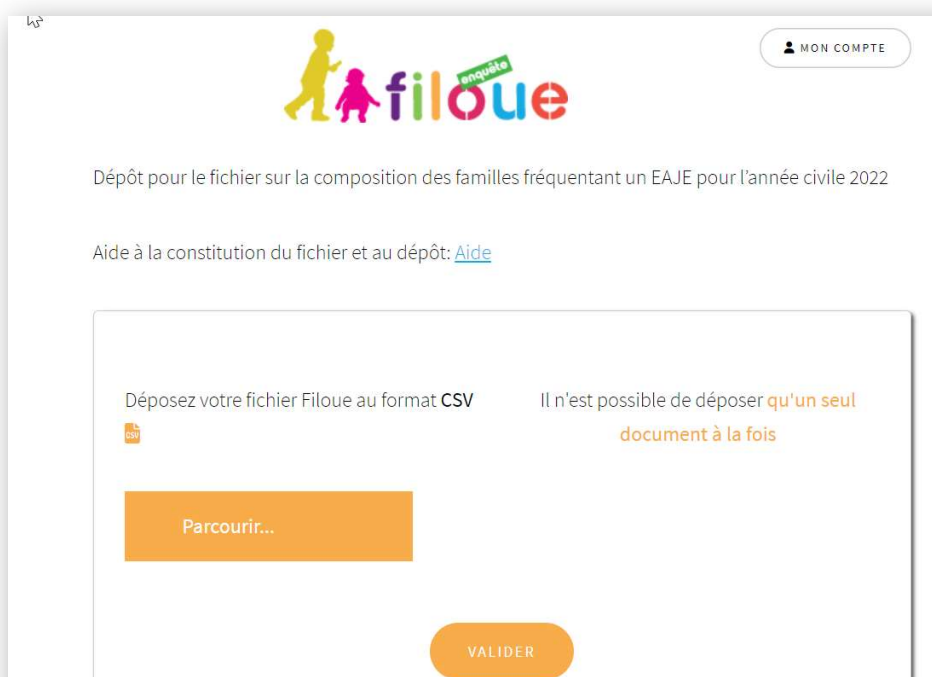 MON COMPTE
enquête
filoue
Dépôt pour le fichier sur la composition des familles fréquentant un EAJE pour l'année civile 2022
Aide à la constitution du fichier et au dépôt: Aide
Déposez votre fichier Filoue au format CSV
CSV
Il n'est possible de déposer qu'un seul
document à la fois
Parcourir...
VALIDER